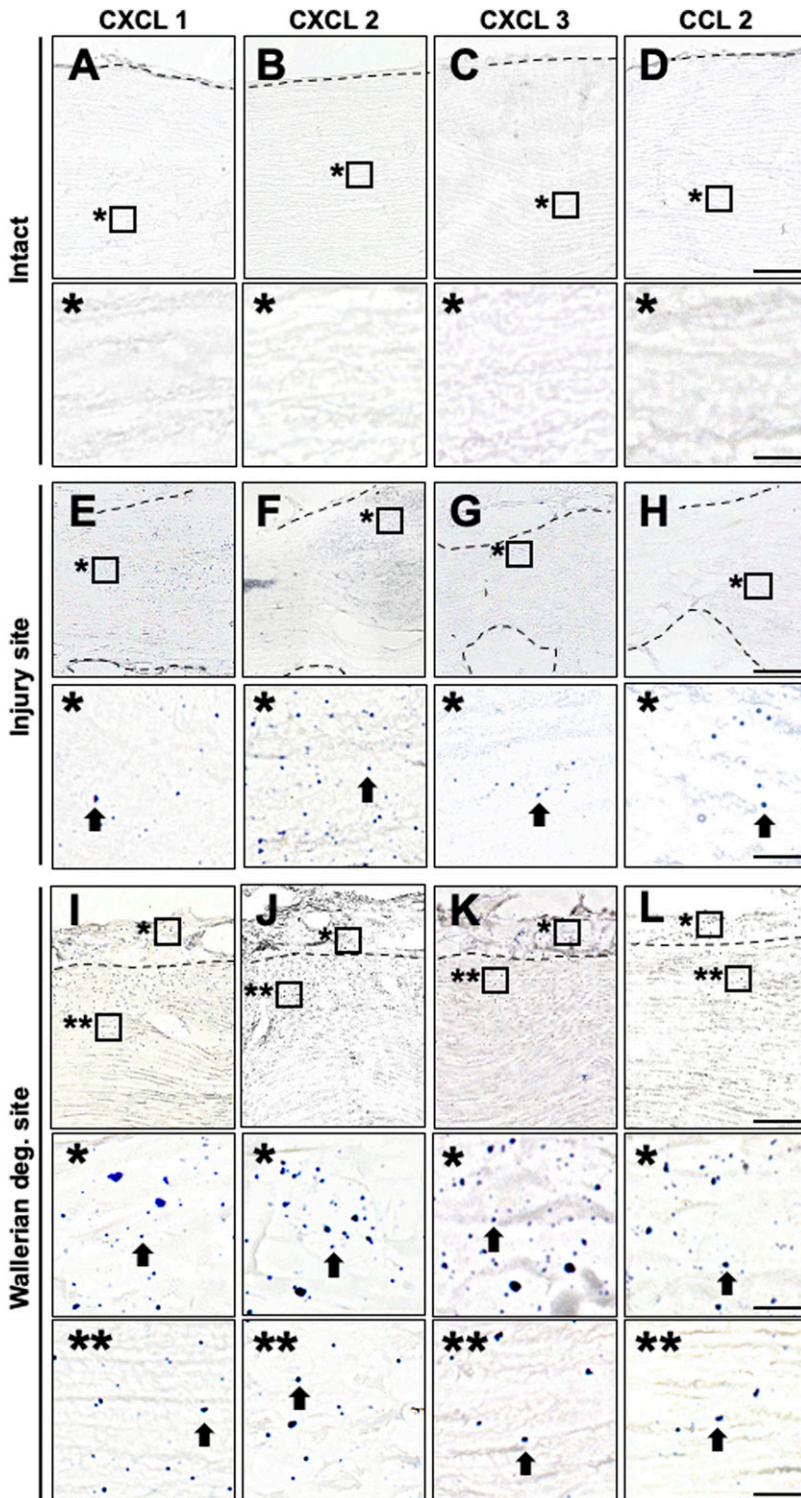 CXCL 1 CXCL 2 CXCL 3 CCL 2
Intact
A B C D
* * * *
* * * *
Injury site
E F G H
* * * *
* * * *
Wallerian deg. site
I J K L
* * * *
** ** ** **
* * * *
** ** ** **